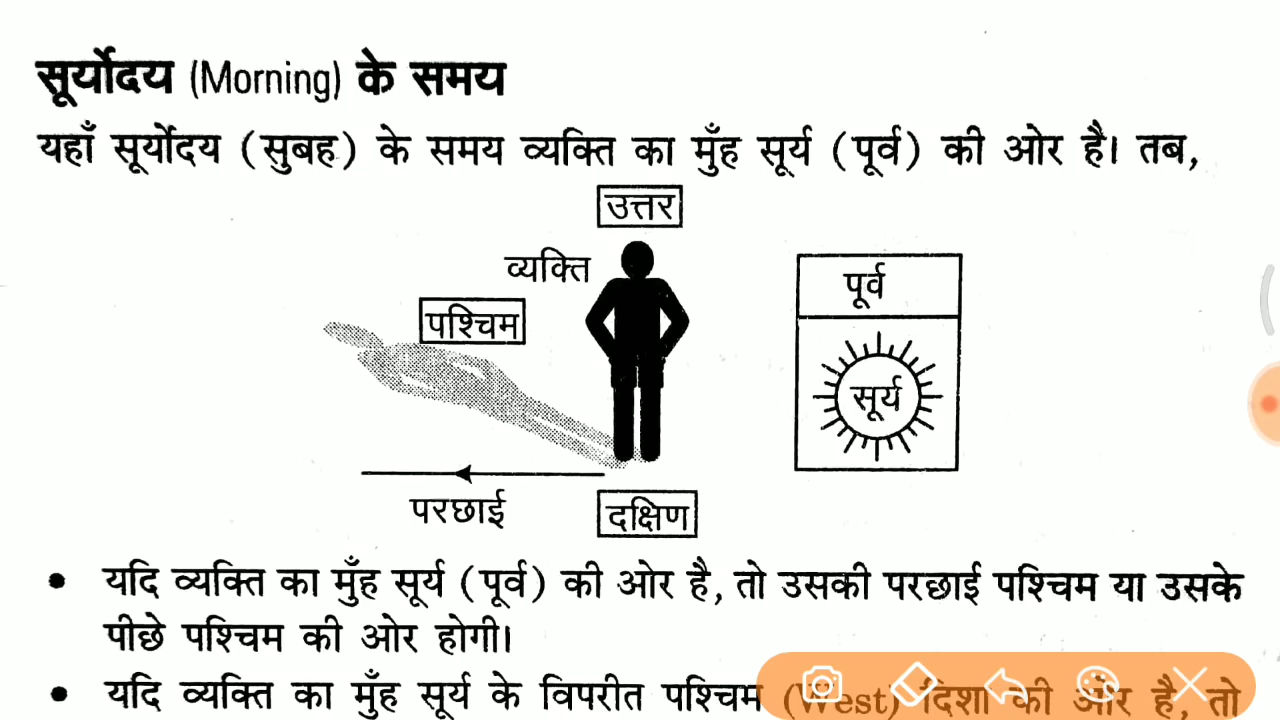 सूर्योदय (Morning) के समय
यहाँ सूर्योदय (सुबह) के समय व्यक्ति का मुँह सूर्य (पूर्व) की ओर है। तब,
उत्तर
व्यक्ति
पूर्व
पश्चिम
सूर्य
परछाई
दक्षिण
• यदि व्यक्ति का मुँह सूर्य (पूर्व) की ओर है, तो उसकी परछाई पश्चिम या उसके
पीछे पश्चिम की ओर होगी।
• यदि व्यक्ति का मुँह सूर्य के विपरीत पश्चिम (West) दिशा की ओर है, तो